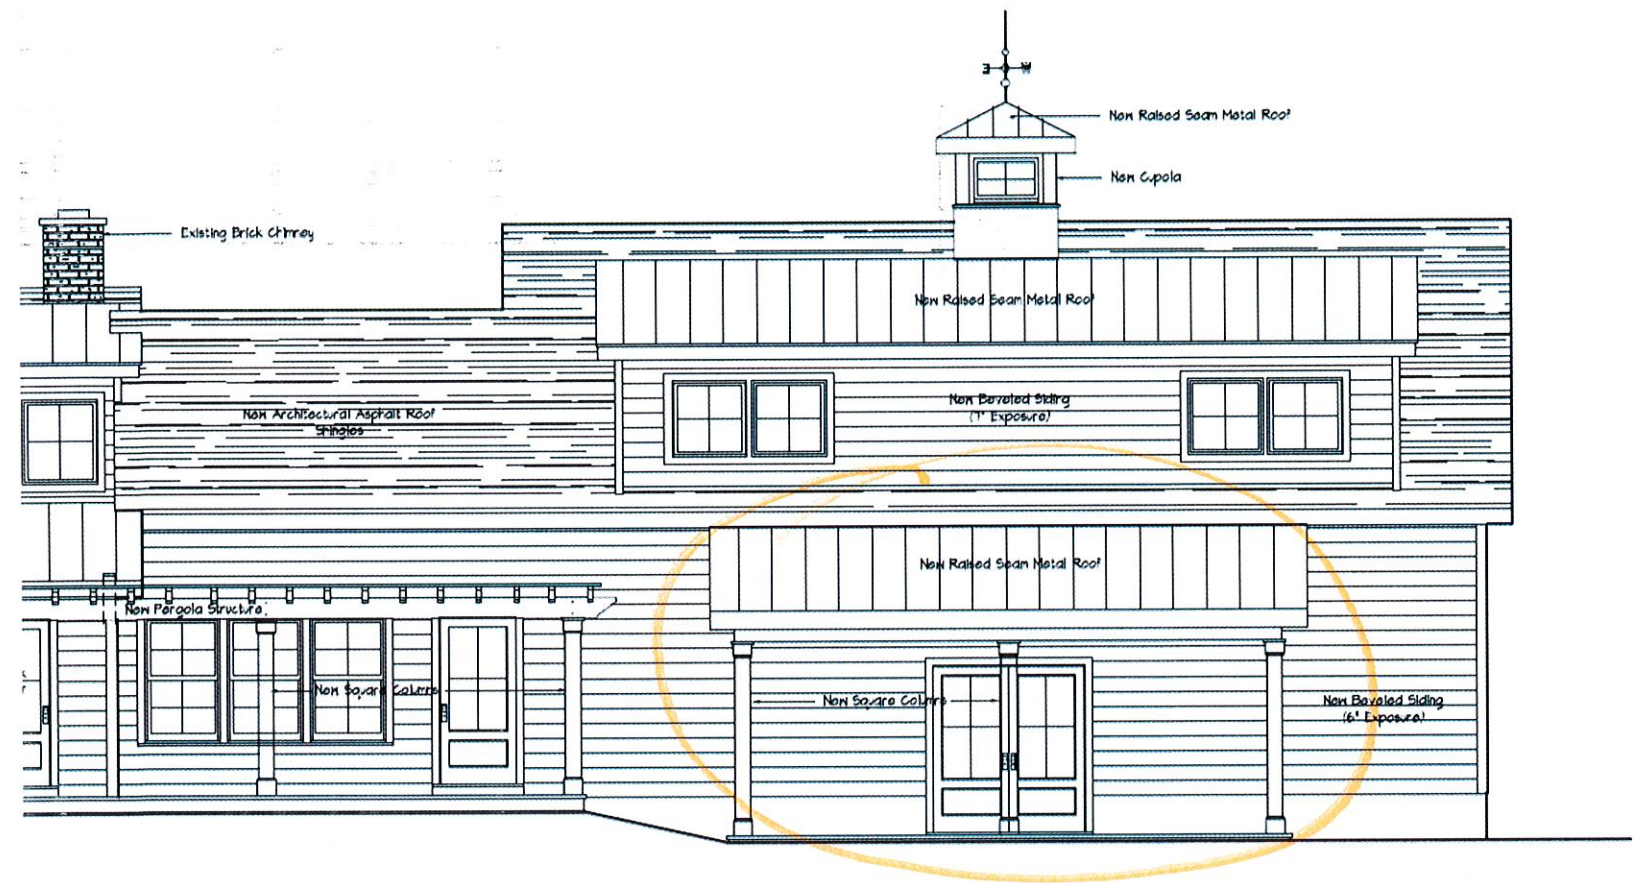 E W
New Raised Seam Metal Roof
New Cupola
Existing Brick Chimney
New Raised Seam Metal Roof
New Beveled Siding
(7" Exposure)
New Architectural Asphalt Roof
Shingles
New Raised Seam Metal Roof
New Pergola Structure
New Square Columns
New Square Columns
New Beveled Siding
(6" Exposure)